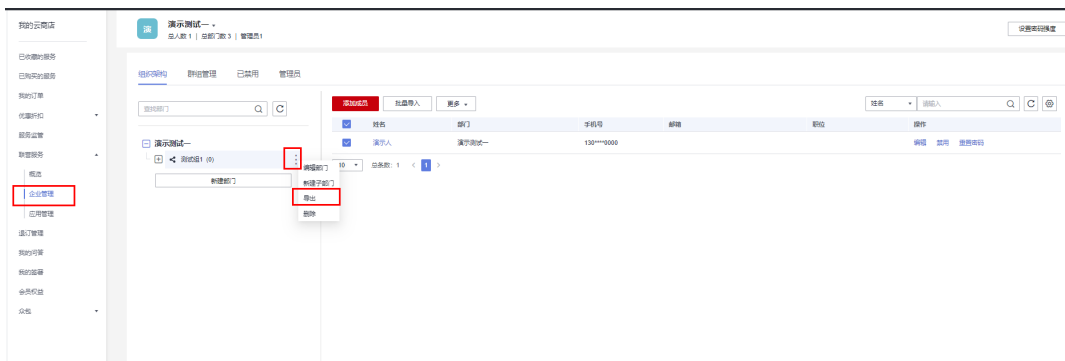 我的云商店
演 演示测试一
总人数 1 | 总部门数 3 | 管理员1
设置密码强度
已收藏的服务
已购买的服务
我的订单
优惠折扣
服务监管
联营服务
概览
企业管理
应用管理
退订管理
我的问答
我的签署
会员权益
众包
组织架构 群组管理 已禁用 管理员
查找部门
演示测试一
测试组1 (0)
新建部门
编辑部门
新建子部门
导出
删除
添加成员 批量导入 更多
姓名 请输入
姓名 部门 手机号 邮箱 职位 操作
演示人 演示测试一 130****0000 编辑 禁用 重置密码
10 总条数: 1 < 1 >